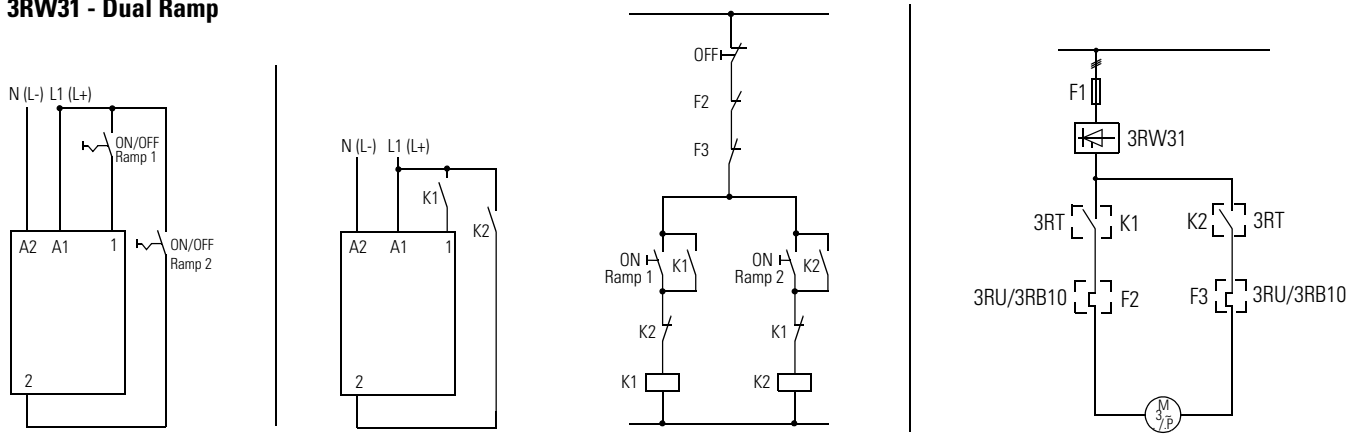 3RW31 - Dual Ramp
N (L-) L1 (L+)
ON/OFF
Ramp 1
A2 A1 1
ON/OFF
Ramp 2
2
N (L-) L1 (L+)
K1
K2
A2 A1 1
2
OFF
F2
F3
ON
Ramp 1
K1
ON
Ramp 2
K2
K2
K1
K1
K2
F1
3RW31
3RT
K1
K2
3RT
3RU/3RB10
F2
F3
3RU/3RB10
M
3~
/.P